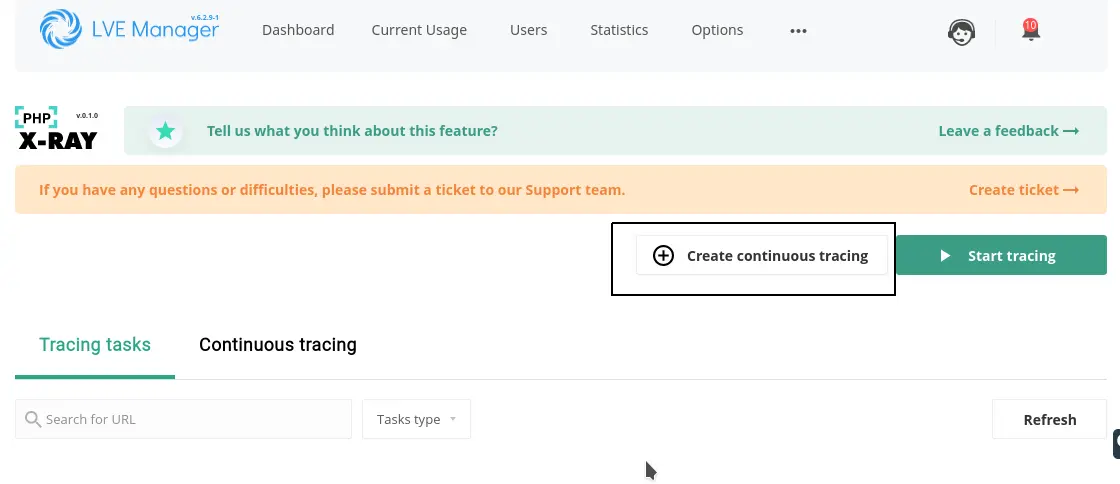 v.6.2.9-1
LVE Manager Dashboard Current Usage Users Statistics Options ••• 10
PHP v.0.1.0
X-RAY
Tell us what you think about this feature? Leave a feedback →
If you have any questions or difficulties, please submit a ticket to our Support team. Create ticket →
Create continuous tracing Start tracing
Tracing tasks Continuous tracing
Search for URL Tasks type Refresh